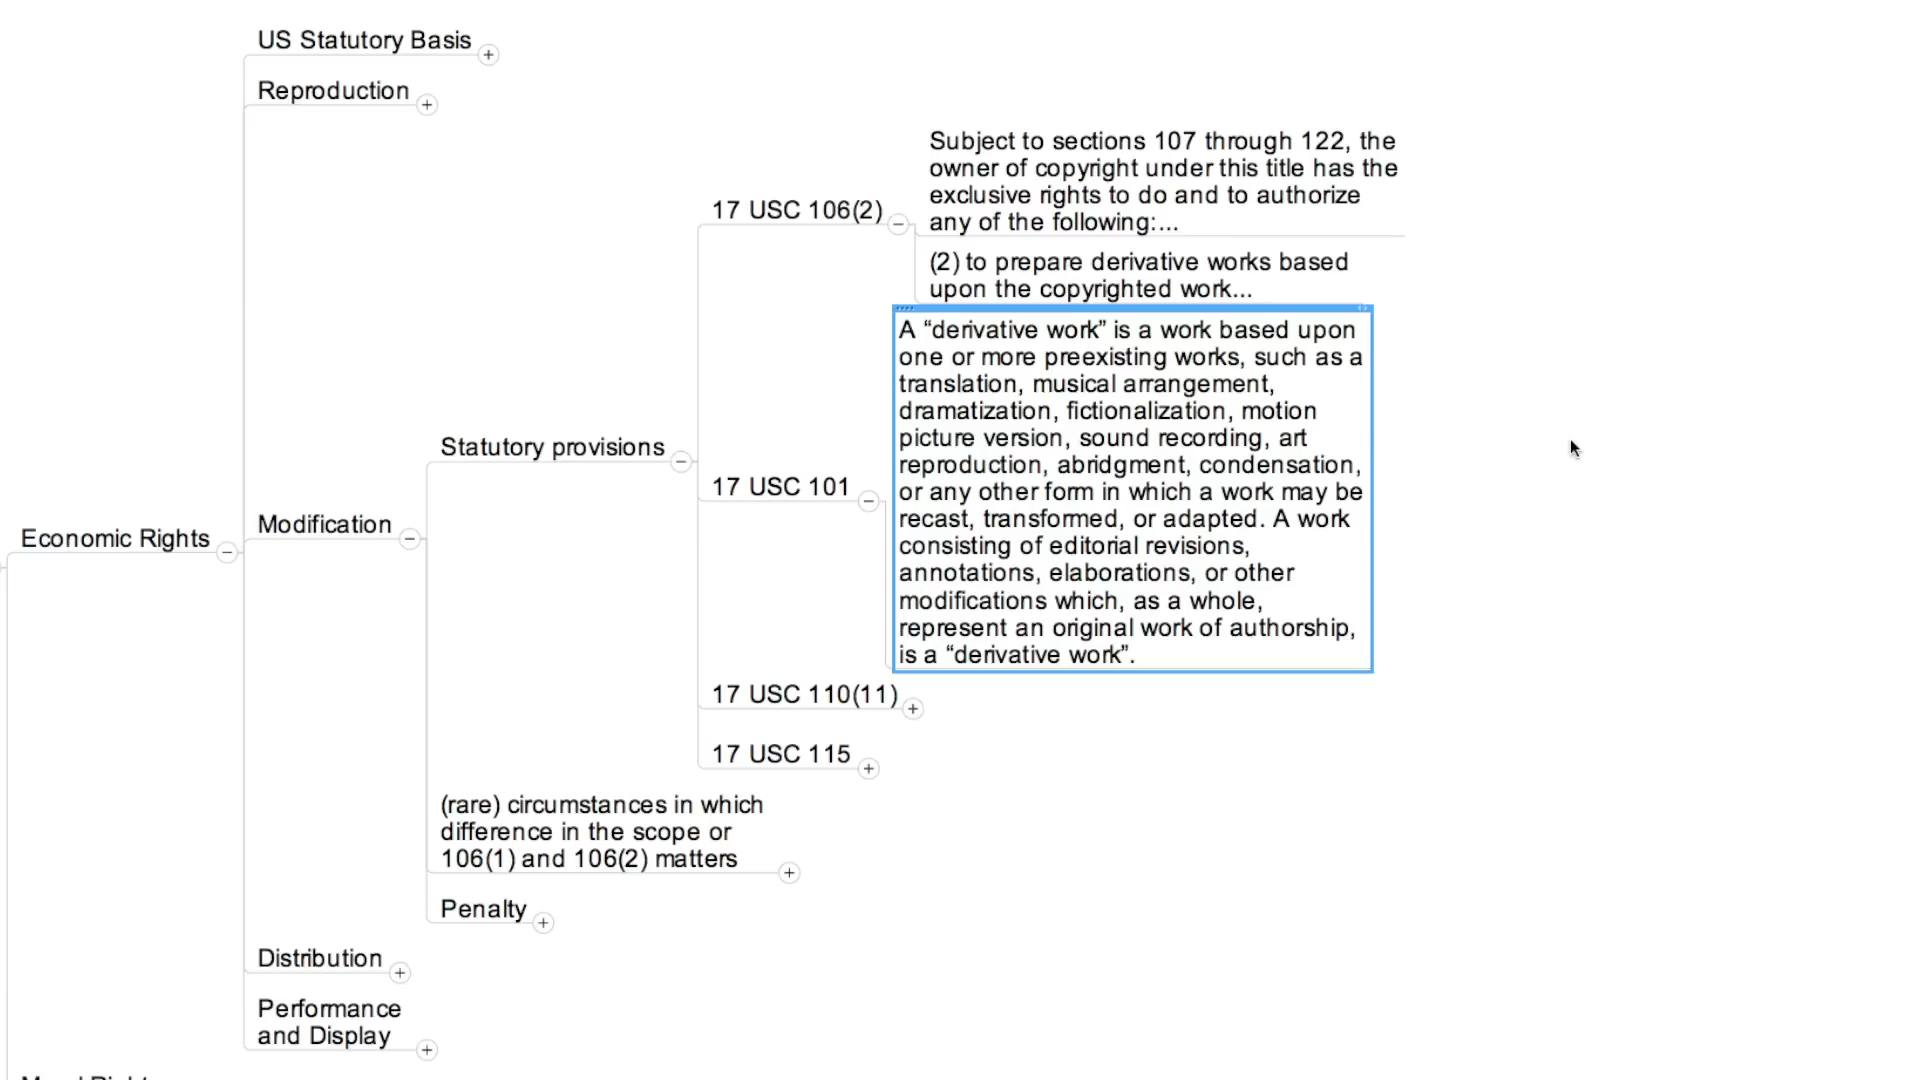 US Statutory Basis
Reproduction
Subject to sections 107 through 122, the
owner of copyright under this title has the
exclusive rights to do and to authorize
any of the following:...
17 USC 106(2)
(2) to prepare derivative works based
upon the copyrighted work...
A “derivative work” is a work based upon
one or more preexisting works, such as a
translation, musical arrangement,
dramatization, fictionalization, motion
picture version, sound recording, art
reproduction, abridgment, condensation,
or any other form in which a work may be
recast, transformed, or adapted. A work
consisting of editorial revisions,
annotations, elaborations, or other
modifications which, as a whole,
represent an original work of authorship,
is a “derivative work”.
Statutory provisions
17 USC 101
Modification
Economic Rights
17 USC 110(11)
17 USC 115
(rare) circumstances in which
difference in the scope or
106(1) and 106(2) matters
Penalty
Distribution
Performance
and Display